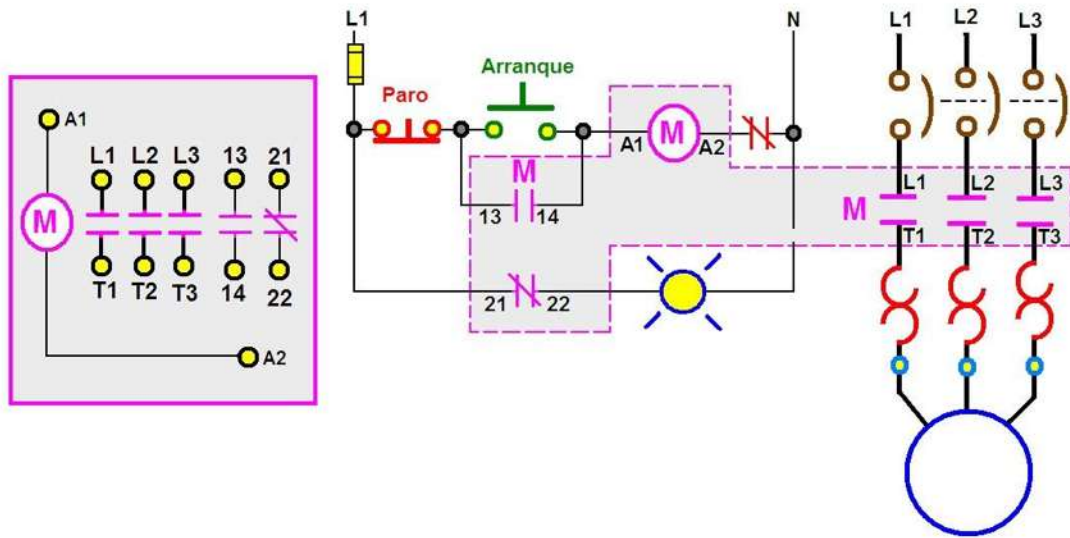 A1
L1 L2 L3 13 21
M
T1 T2 T3 14 22
A2
L1 N
Arranque
Paro
A1 M A2
M
13 14
21 22
L1 L2 L3
M L1 L2 L3
T1 T2 T3